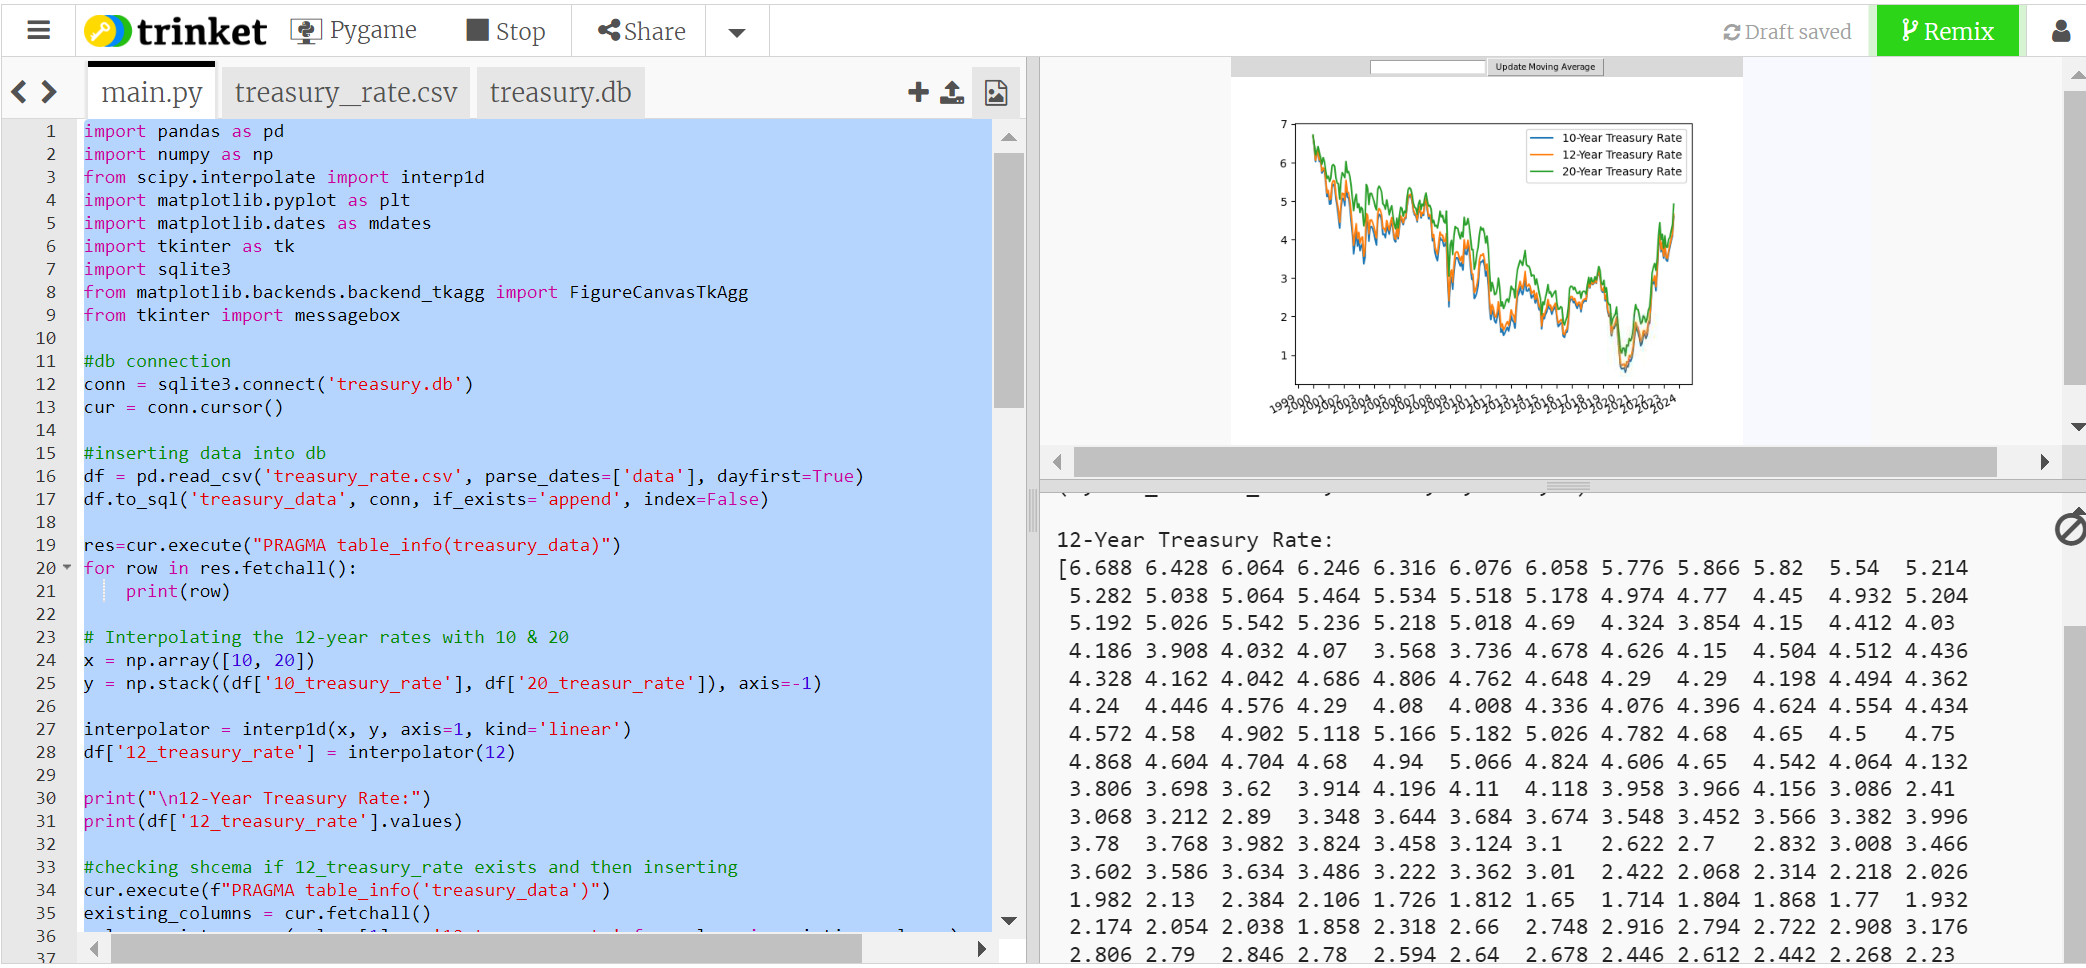 trinket Pygame Stop Share Draft saved Remix
main.py treasury_rate.csv treasury.db
1 import pandas as pd
2 import numpy as np
3 from scipy.interpolate import interp1d
4 import matplotlib.pyplot as plt
5 import matplotlib.dates as mdates
6 import tkinter as tk
7 import sqlite3
8 from matplotlib.backends.backend_tkagg import FigureCanvasTkAgg
9 from tkinter import messagebox
10
11 #db connection
12 conn = sqlite3.connect('treasury.db')
13 cur = conn.cursor()
14
15 #inserting data into db
16 df = pd.read_csv('treasury_rate.csv', parse_dates=['data'], dayfirst=True)
17 df.to_sql('treasury_data', conn, if_exists='append', index=False)
18
19 res=cur.execute("PRAGMA table_info(treasury_data)")
20 for row in res.fetchall():
21 print(row)
22
23 # Interpolating the 12-year rates with 10 & 20
24 x = np.array([10, 20])
25 y = np.stack((df['10_treasury_rate'], df['20_treasur_rate']), axis=-1)
26
27 interpolator = interp1d(x, y, axis=1, kind='linear')
28 df['12_treasury_rate'] = interpolator(12)
29
30 print("\n12-Year Treasury Rate:")
31 print(df['12_treasury_rate'].values)
32
33 #checking shcema if 12_treasury_rate exists and then inserting
34 cur.execute(f"PRAGMA table_info('treasury_data')")
35 existing_columns = cur.fetchall()
36
37
Update Moving Average
10-Year Treasury Rate
12-Year Treasury Rate
20-Year Treasury Rate
7
6
5
4
3
2
1
1999 2000 2001 2002 2003 2004 2005 2006 2007 2008 2009 2010 2011 2012 2013 2014 2015 2016 2017 2018 2019 2020 2021 2022 2023 2024
12-Year Treasury Rate:
[6.688 6.428 6.064 6.246 6.316 6.076 6.058 5.776 5.866 5.82 5.54 5.214
5.282 5.038 5.064 5.464 5.534 5.518 5.178 4.974 4.77 4.45 4.932 5.204
5.192 5.026 5.542 5.236 5.218 5.018 4.69 4.324 3.854 4.15 4.412 4.03
4.186 3.908 4.032 4.07 3.568 3.736 4.678 4.626 4.15 4.504 4.512 4.436
4.328 4.162 4.042 4.686 4.806 4.762 4.648 4.29 4.29 4.198 4.494 4.362
4.24 4.446 4.576 4.29 4.08 4.008 4.336 4.076 4.396 4.624 4.554 4.434
4.572 4.58 4.902 5.118 5.166 5.182 5.026 4.782 4.68 4.65 4.5 4.75
4.868 4.604 4.704 4.68 4.94 5.066 4.824 4.606 4.65 4.542 4.064 4.132
3.806 3.698 3.62 3.914 4.196 4.11 4.118 3.958 3.966 4.156 3.086 2.41
3.068 3.212 2.89 3.348 3.644 3.684 3.674 3.548 3.452 3.566 3.382 3.996
3.78 3.768 3.982 3.824 3.458 3.124 3.1 2.622 2.7 2.832 3.008 3.466
3.602 3.586 3.634 3.486 3.222 3.362 3.01 2.422 2.068 2.314 2.218 2.026
1.982 2.13 2.384 2.106 1.726 1.812 1.65 1.714 1.804 1.868 1.77 1.932
2.174 2.054 2.038 1.858 2.318 2.66 2.748 2.916 2.794 2.722 2.908 3.176
2.806 2.79 2.846 2.78 2.594 2.64 2.678 2.446 2.612 2.442 2.268 2.23